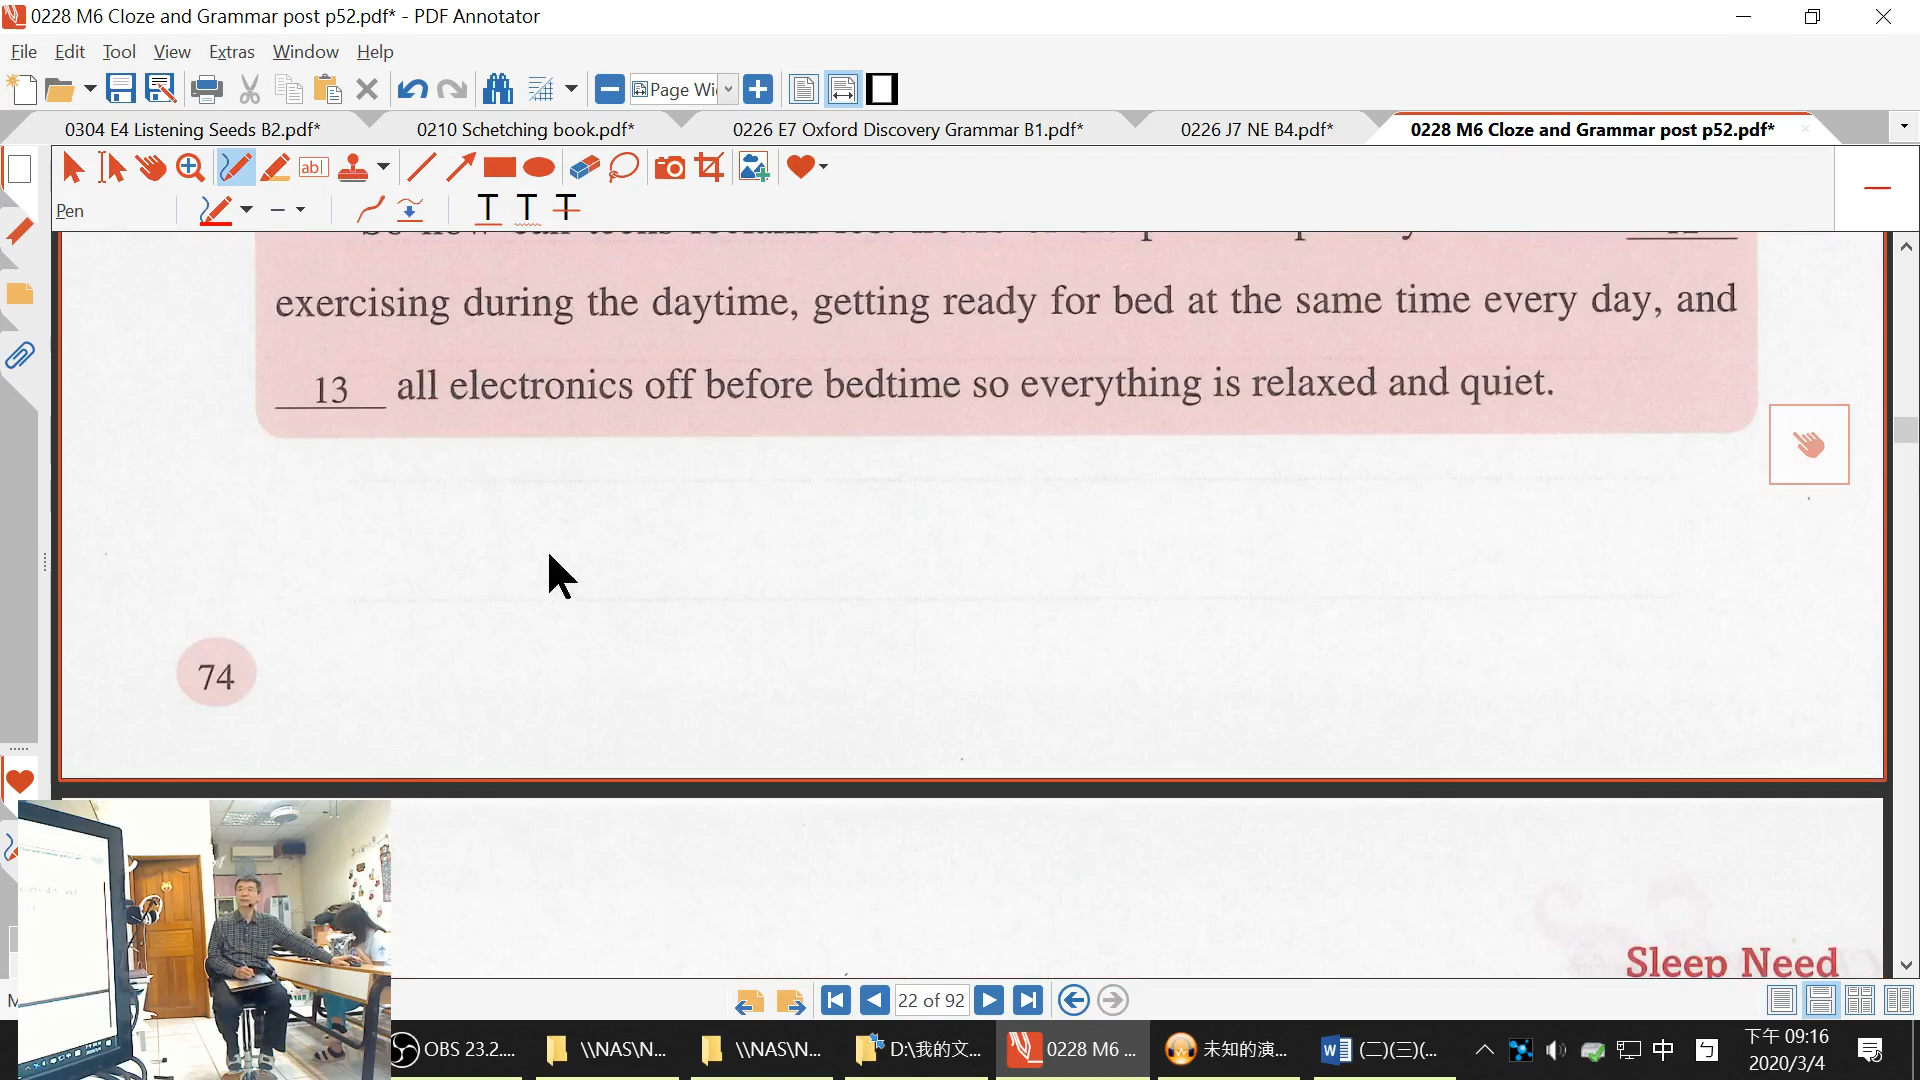 0228 M6 Cloze and Grammar post p52.pdf* - PDF Annotator
File Edit Tool View Extras Window Help
Page Wi
0304 E4 Listening Seeds B2.pdf*
0210 Schetching book.pdf*
0226 E7 Oxford Discovery Grammar B1.pdf*
0226 J7 NE B4.pdf*
0228 M6 Cloze and Grammar post p52.pdf*
Pen
exercising during the daytime, getting ready for bed at the same time every day, and
13 all electronics off before bedtime so everything is relaxed and quiet.
74
Sleep Need
22 of 92
OBS 23.2....
\\NAS\N...
\\NAS\N...
D:\我的文...
0228 M6 ...
未知的演...
(二)(三)(...
中
ㄅ
下午 09:16
2020/3/4